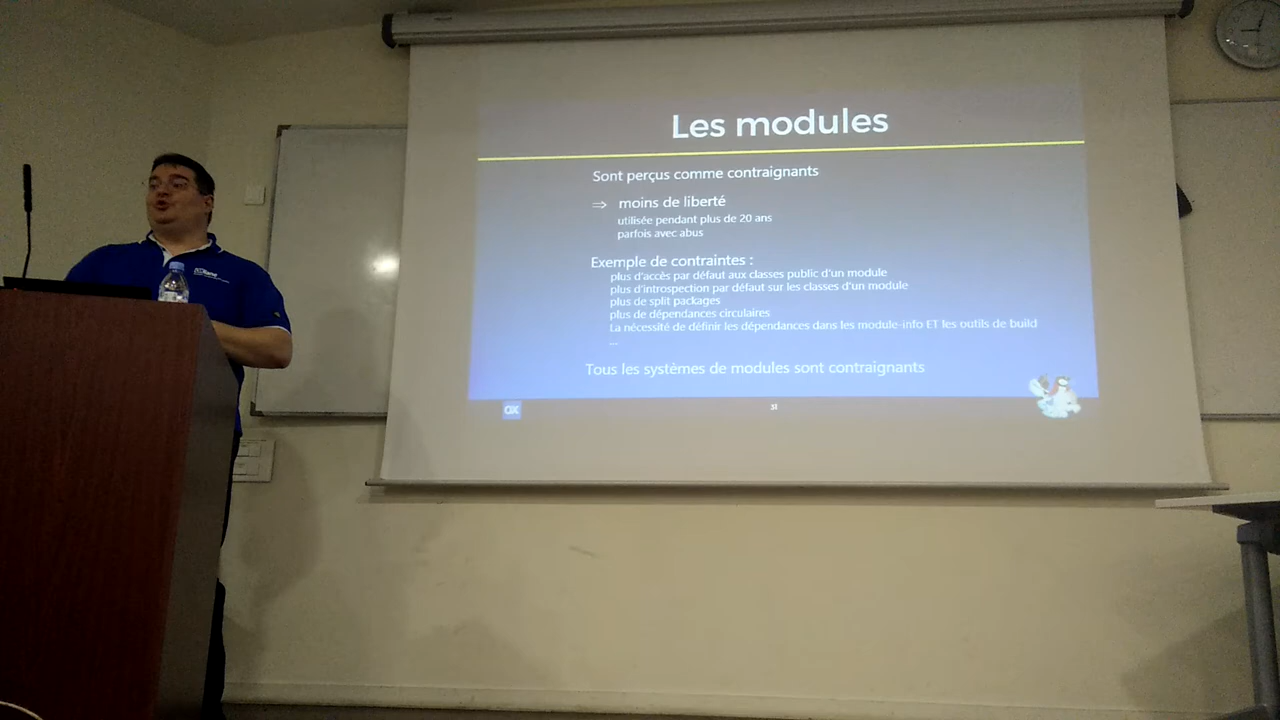 Les modules
Sont perçus comme contraignants
⇒ moins de liberté
utilisée pendant plus de 20 ans
parfois avec abus
Exemple de contraintes :
plus d'accès par défaut aux classes public d'un module
plus d'introspection par défaut sur les classes d'un module
plus de split packages
plus de dépendances circulaires
La nécessité de définir les dépendances dans les module-info ET les outils de build
...
Tous les systèmes de modules sont contraignants
31